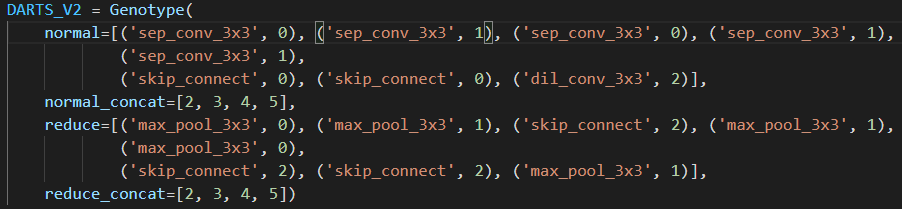 DARTS_V2 = Genotype(
    normal=[('sep_conv_3x3', 0), ('sep_conv_3x3', 1), ('sep_conv_3x3', 0), ('sep_conv_3x3', 1),
            ('sep_conv_3x3', 1),
            ('skip_connect', 0), ('skip_connect', 0), ('dil_conv_3x3', 2)],
    normal_concat=[2, 3, 4, 5],
    reduce=[('max_pool_3x3', 0), ('max_pool_3x3', 1), ('skip_connect', 2), ('max_pool_3x3', 1),
            ('max_pool_3x3', 0),
            ('skip_connect', 2), ('skip_connect', 2), ('max_pool_3x3', 1)],
    reduce_concat=[2, 3, 4, 5])